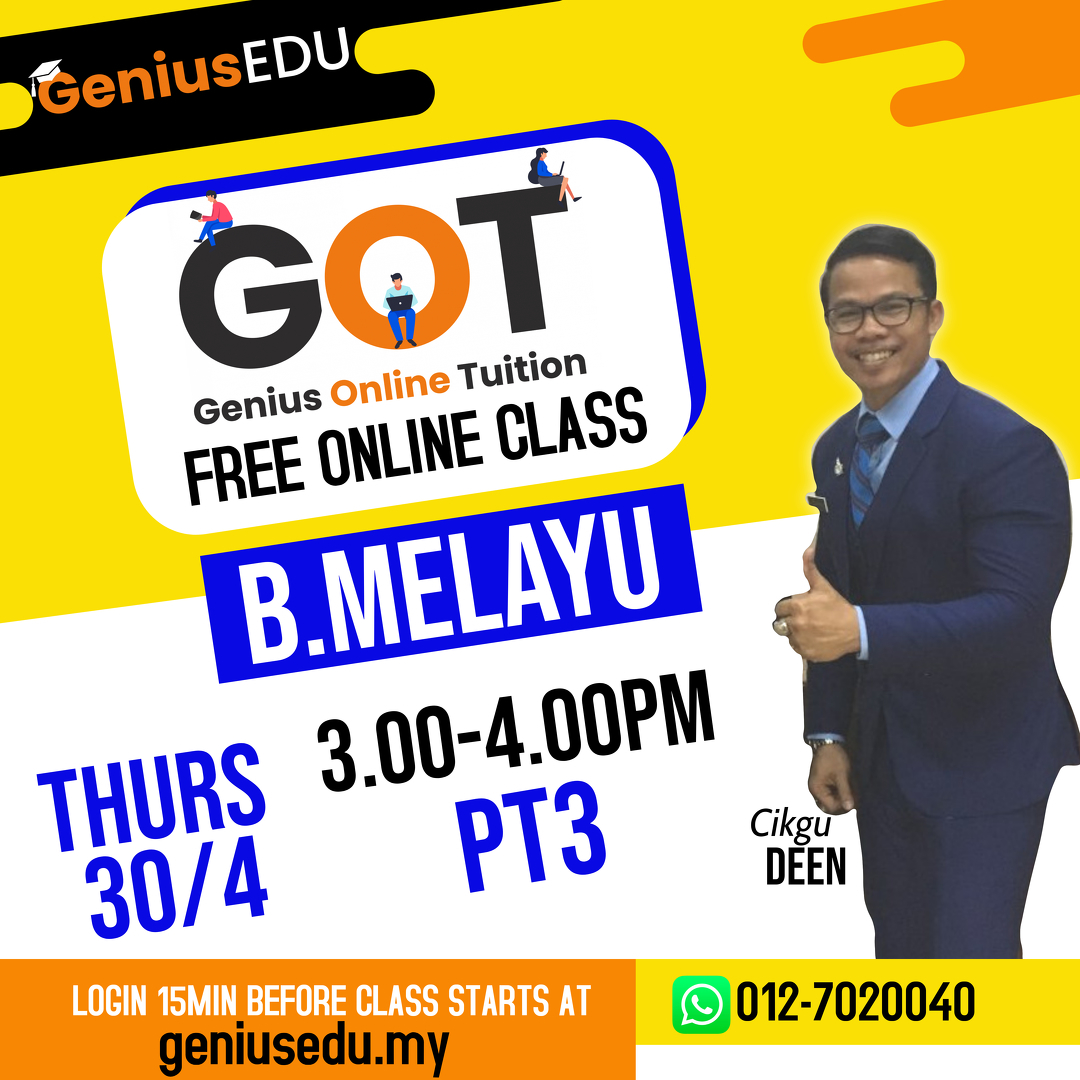 GeniusEDU
GOT
Genius Online Tuition
FREE ONLINE CLASS
B.MELAYU
3.00-4.00PM
PT3
THURS
30/4
Cikgu
DEEN
LOGIN 15MIN BEFORE CLASS STARTS AT
geniusedu.my
012-7020040